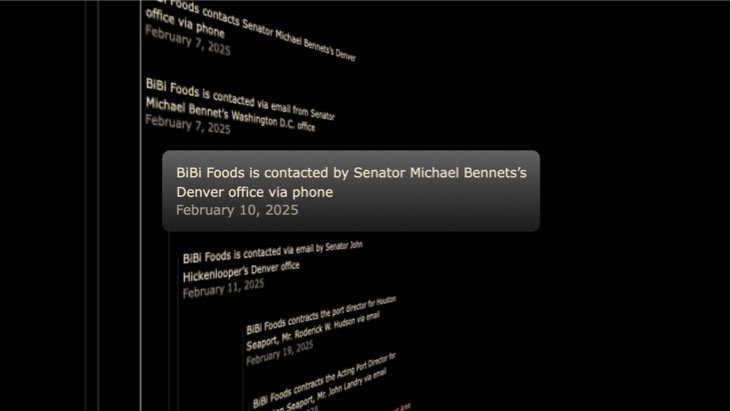 Foods contacts Senator Michael Bennets's Denver
office via phone
February 7, 2025
BiBi Foods is contacted via email from Senator
Michael Bennet's Washington D.C. office
February 7, 2025
BiBi Foods is contacted by Senator Michael Bennets's
Denver office via phone
February 10, 2025
BiBi Foods is contacted via email by Senator John
Hickenlooper's Denver office
February 11, 2025
BiBi Foods contracts the port director for Houston
Seaport, Mr. Roderick W. Hudson via email
February 19, 2025
BiBi Foods contracts the Acting Port Director for
Seaport, Mr. John Landry via email